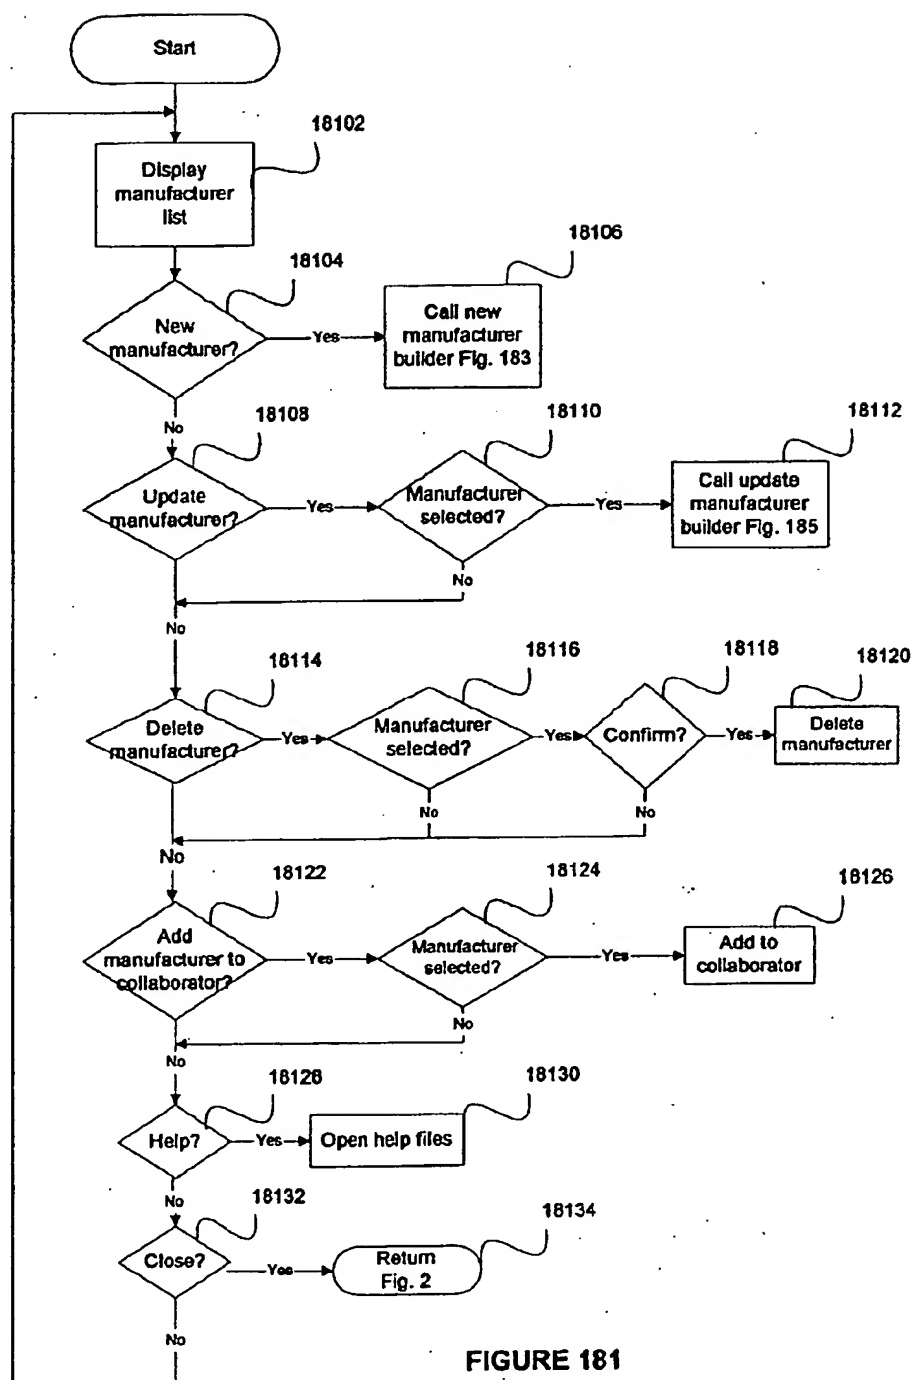 Start
18102
Display
manufacturer
list
18104
18106
New
manufacturer?
Yes
Call new
manufacturer
builder Fig. 183
No
18108
18110
18112
Update
manufacturer?
Yes
Manufacturer
selected?
Yes
Call update
manufacturer
builder Fig. 185
No
No
18114
18116
18118
18120
Delete
manufacturer?
Yes
Manufacturer
selected?
Yes
Confirm?
Yes
Delete
manufacturer
No
No
No
18122
18124
18126
Add
manufacturer to
collaborator?
Yes
Manufacturer
selected?
Yes
Add to
collaborator
No
No
18128
18130
Help?
Yes
Open help files
No
18132
18134
Close?
Yes
Return
Fig. 2
No
FIGURE 181